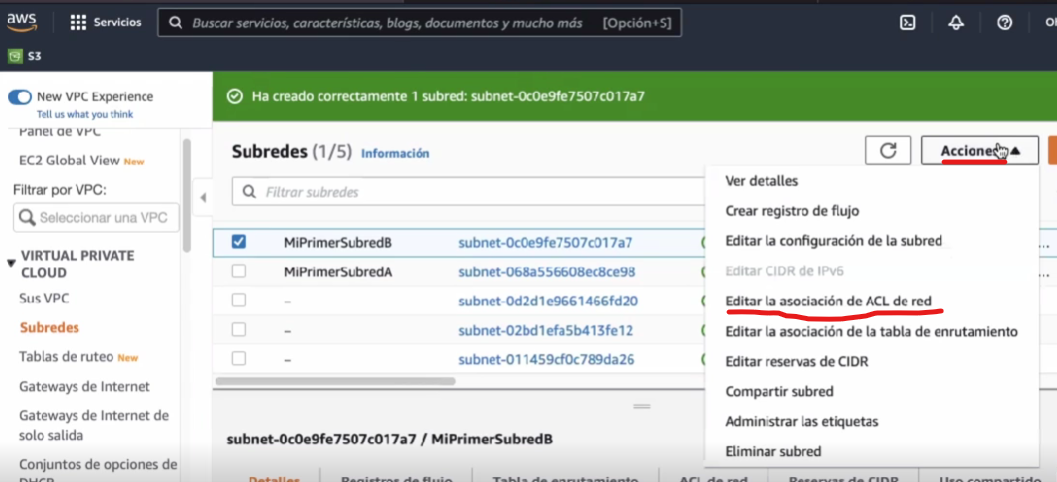 aws
Servicios
Buscar servicios, características, blogs, documentos y mucho más [Opción+S]
S3
New VPC Experience
Tell us what you think
Ha creado correctamente 1 subred: subnet-0c0e9fe7507c017a7
Panel de VPC
EC2 Global View New
Filtrar por VPC:
Seleccionar una VPC
VIRTUAL PRIVATE
CLOUD
Sus VPC
Subredes
Tablas de ruteo New
Gateways de Internet
Gateways de Internet de
solo salida
Conjuntos de opciones de
DHCP
Subredes (1/5) Información
Acciones
Filtrar subredes
MiPrimerSubredB subnet-0c0e9fe7507c017a7
MiPrimerSubredA subnet-068a556608ec8ce98
– subnet-0d2d1e9661466fd20
– subnet-02bd1efa5b413fe12
– subnet-011459cf0c789da26
Ver detalles
Crear registro de flujo
Editar la configuración de la subred
Editar CIDR de IPv6
Editar la asociación de ACL de red
Editar la asociación de la tabla de enrutamiento
Editar reservas de CIDR
Compartir subred
Administrar las etiquetas
Eliminar subred
subnet-0c0e9fe7507c017a7 / MiPrimerSubredB
Detalles Registros de flujo Tabla de enrutamiento ACL de red Reservas de CIDR Uso compartido